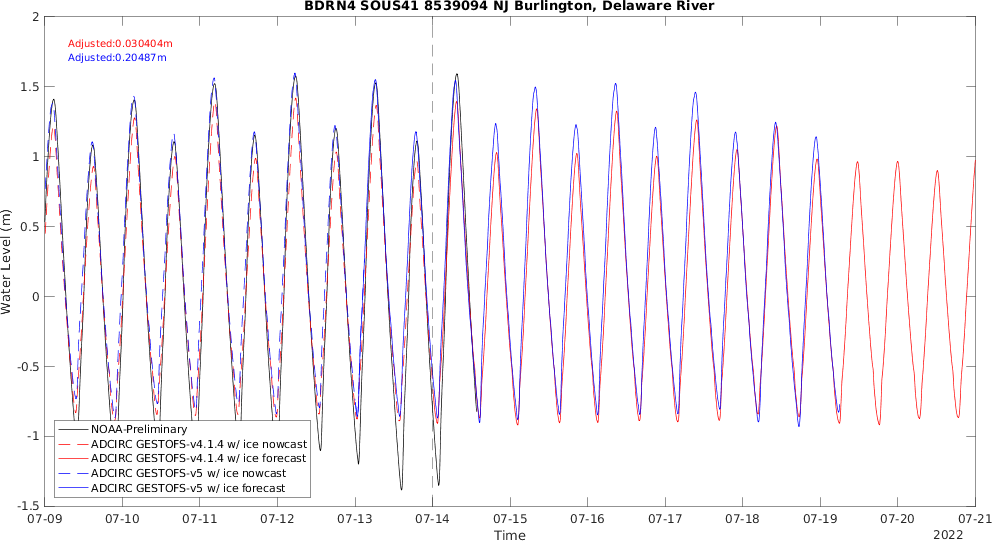 BDRN4 SOUS41 8539094 NJ Burlington, Delaware River
Adjusted:0.030404m
Adjusted:0.20487m
Water Level (m)
2
1.5
1
0.5
0
-0.5
-1
-1.5
NOAA-Preliminary
ADCIRC GESTOFS-v4.1.4 w/ ice nowcast
ADCIRC GESTOFS-v4.1.4 w/ ice forecast
ADCIRC GESTOFS-v5 w/ ice nowcast
ADCIRC GESTOFS-v5 w/ ice forecast
07-09 07-10 07-11 07-12 07-13 07-14 07-15 07-16 07-17 07-18 07-19 07-20 07-21
Time
2022